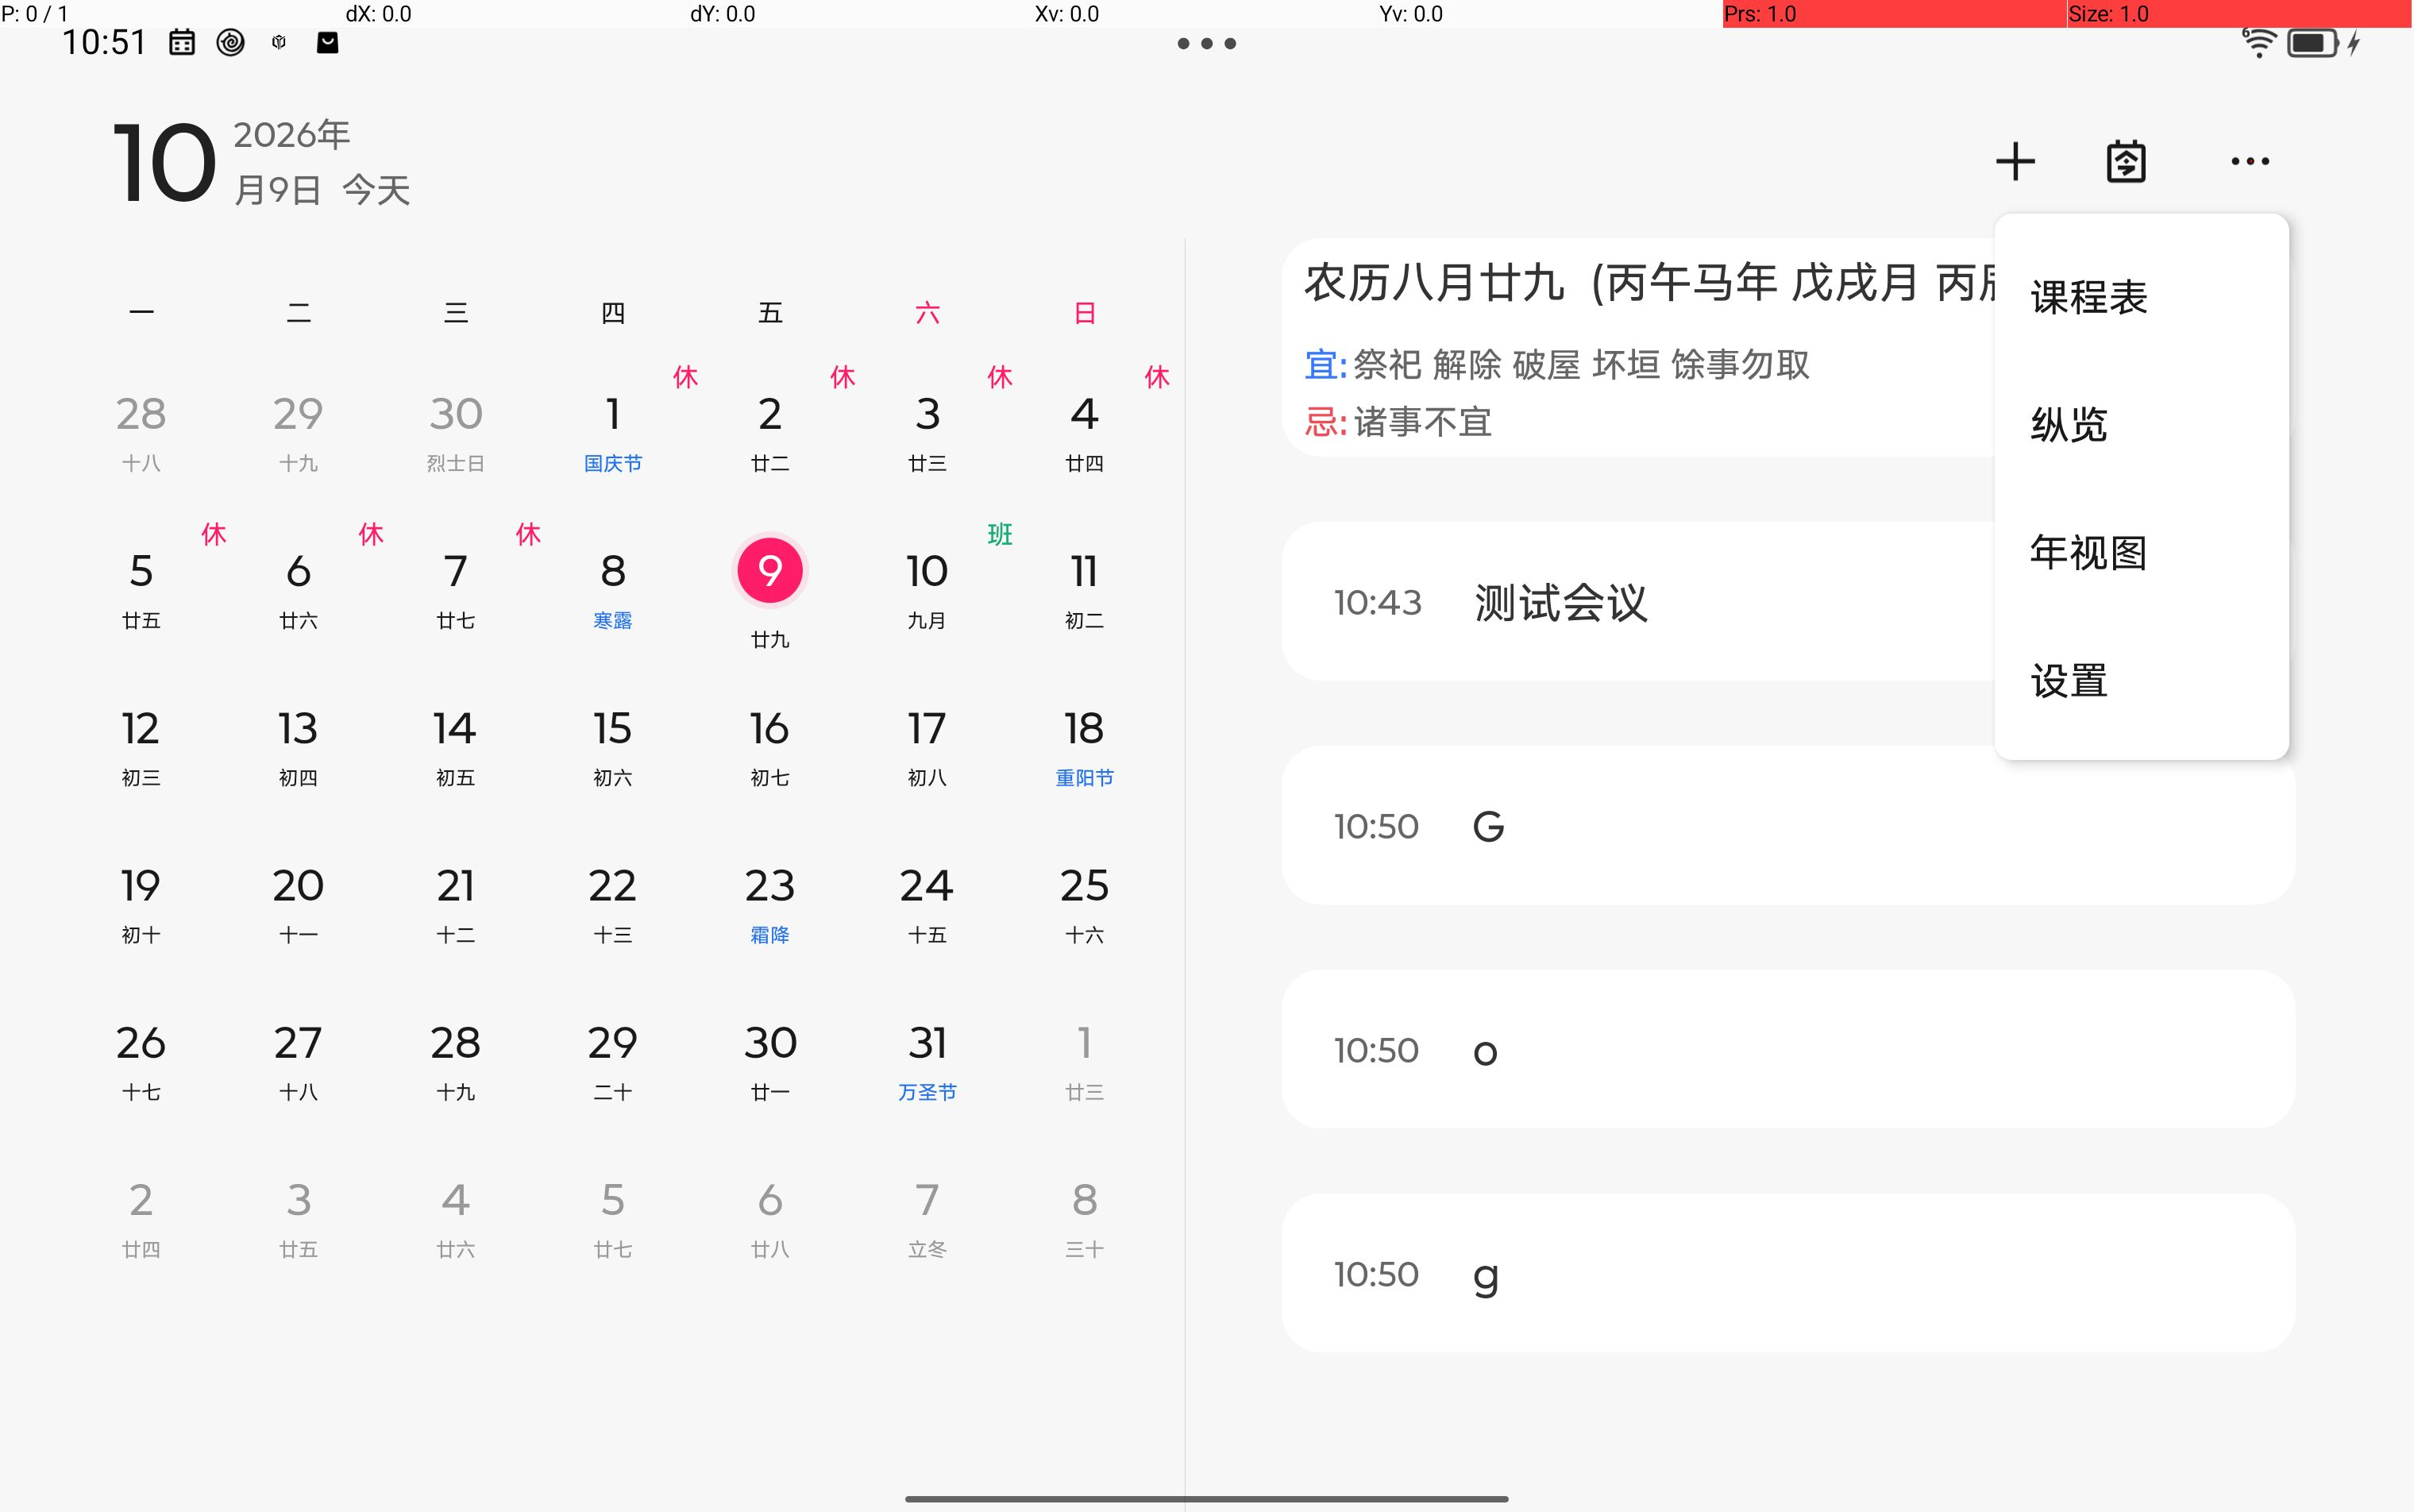 P: 0 / 1 dX: 0.0 dY: 0.0 Xv: 0.0 Yv: 0.0 Prs: 1.0 Size: 1.0
10:51
10 2026年
月9日 今天
一 二 三 四 五 六 日
休 休 休 休
28 29 30 1 2 3 4
十八 十九 烈士日 国庆节 廿二 廿三 廿四
休 休 休 班
5 6 7 8 9 10 11
廿五 廿六 廿七 寒露 廿九 九月 初二
12 13 14 15 16 17 18
初三 初四 初五 初六 初七 初八 重阳节
19 20 21 22 23 24 25
初十 十一 十二 十三 霜降 十五 十六
26 27 28 29 30 31 1
十七 十八 十九 二十 廿一 万圣节 廿三
2 3 4 5 6 7 8
廿四 廿五 廿六 廿七 廿八 立冬 三十
农历八月廿九 (丙午马年 戊戌月 丙
宜: 祭祀 解除 破屋 坏垣 馀事勿取
忌: 诸事不宜
10:43 测试会议
10:50 G
10:50 o
10:50 g
课程表
纵览
年视图
设置